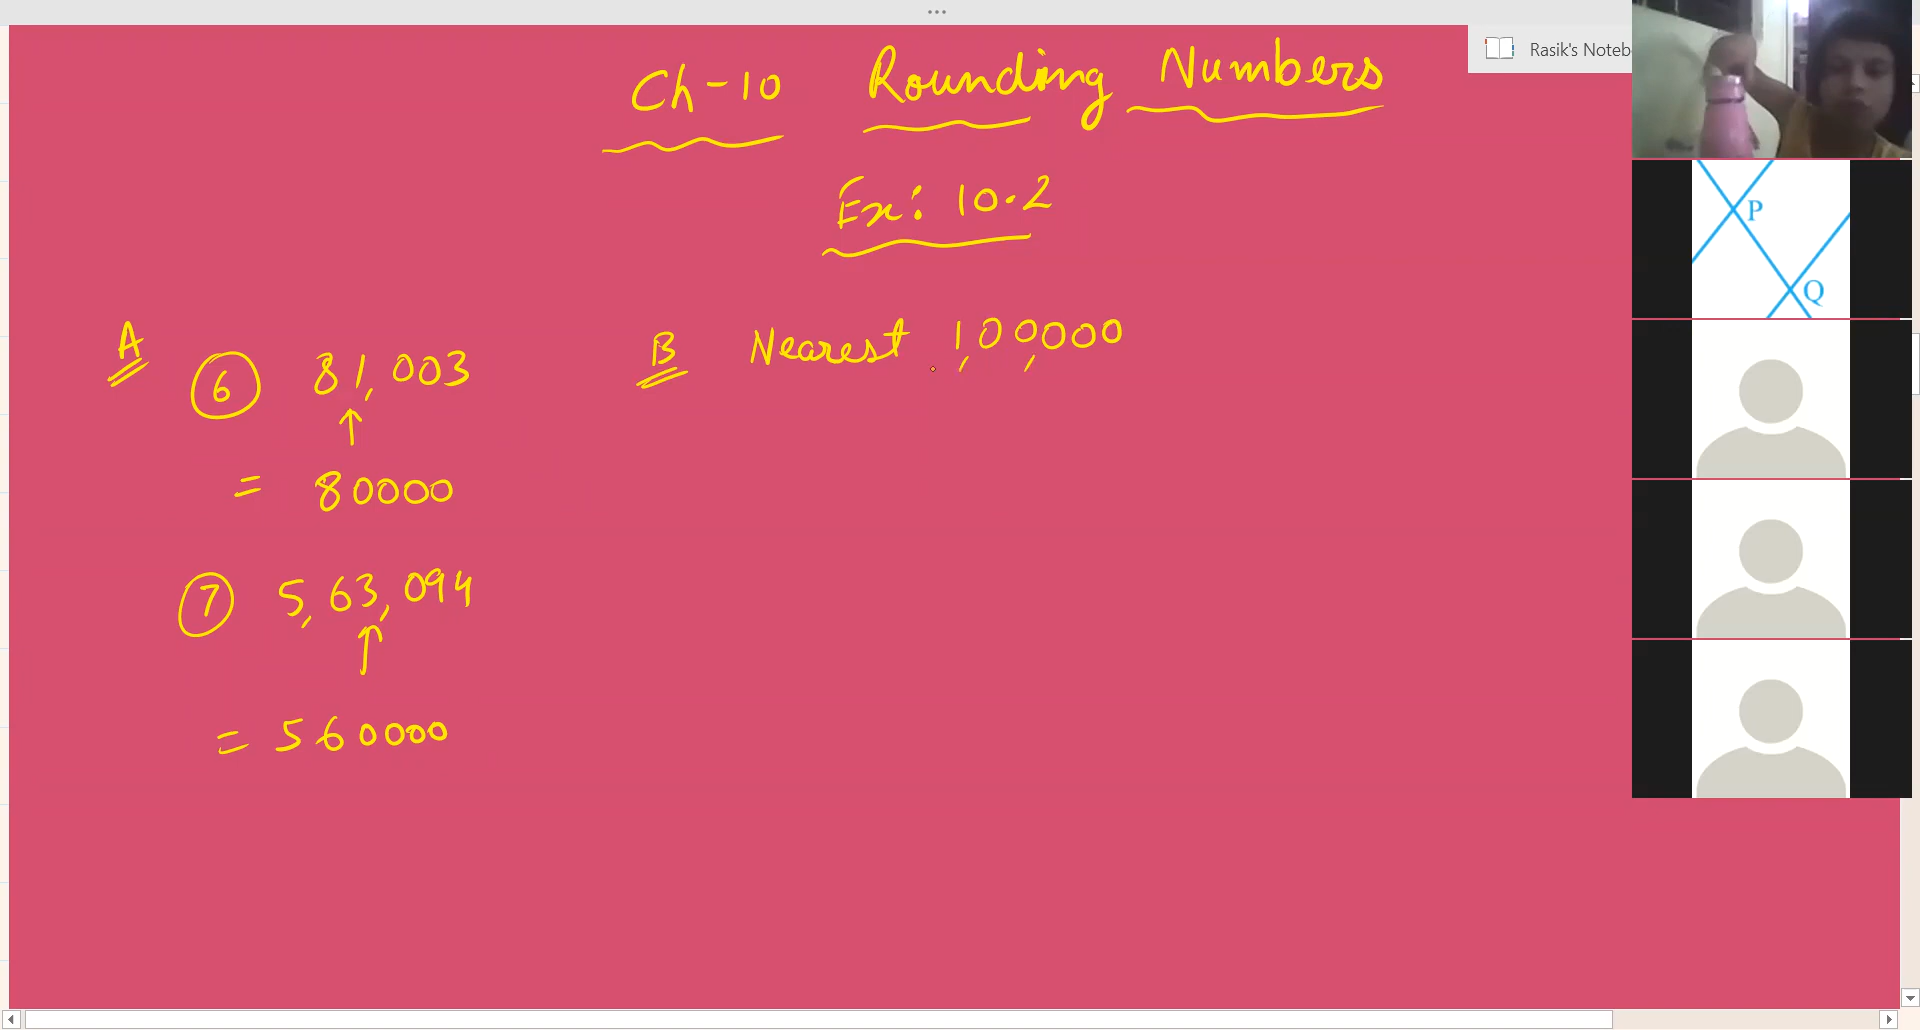 Ch-10 Rounding Numbers
Rasik's Noteb
Ex: 10.2
A
6 81,003
= 80000
7 5,63,094
= 560000
B Nearest 1,00,000
P
Q